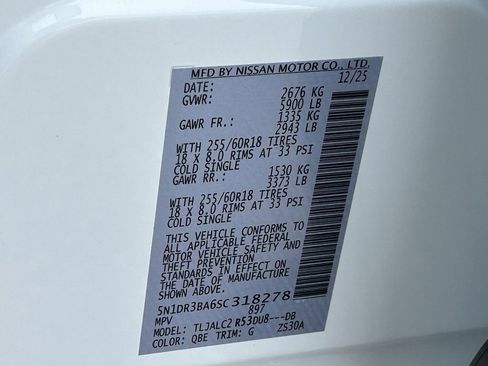 MFD BY NISSAN MOTOR CO., LTD.
DATE: 12/25
GVWR: 2676 KG
5900 LB
GAWR FR.: 1335 KG
2943 LB
WITH 255/60R18 TIRES
18 X 8.0 RIMS AT 33 PSI
COLD SINGLE
GAWR RR.: 1530 KG
3373 LB
WITH 255/60R18 TIRES
18 X 8.0 RIMS AT 33 PSI
COLD SINGLE
THIS VEHICLE CONFORMS TO
ALL APPLICABLE FEDERAL
MOTOR VEHICLE SAFETY AND
THEFT PREVENTION
STANDARDS IN EFFECT ON
THE DATE OF MANUFACTURE
SHOWN ABOVE.
5N1DR3BA6SC318278
MPV 897
MODEL: TLJALC2 R53DU8---DB
COLOR: QBE TRIM: G ZS30A